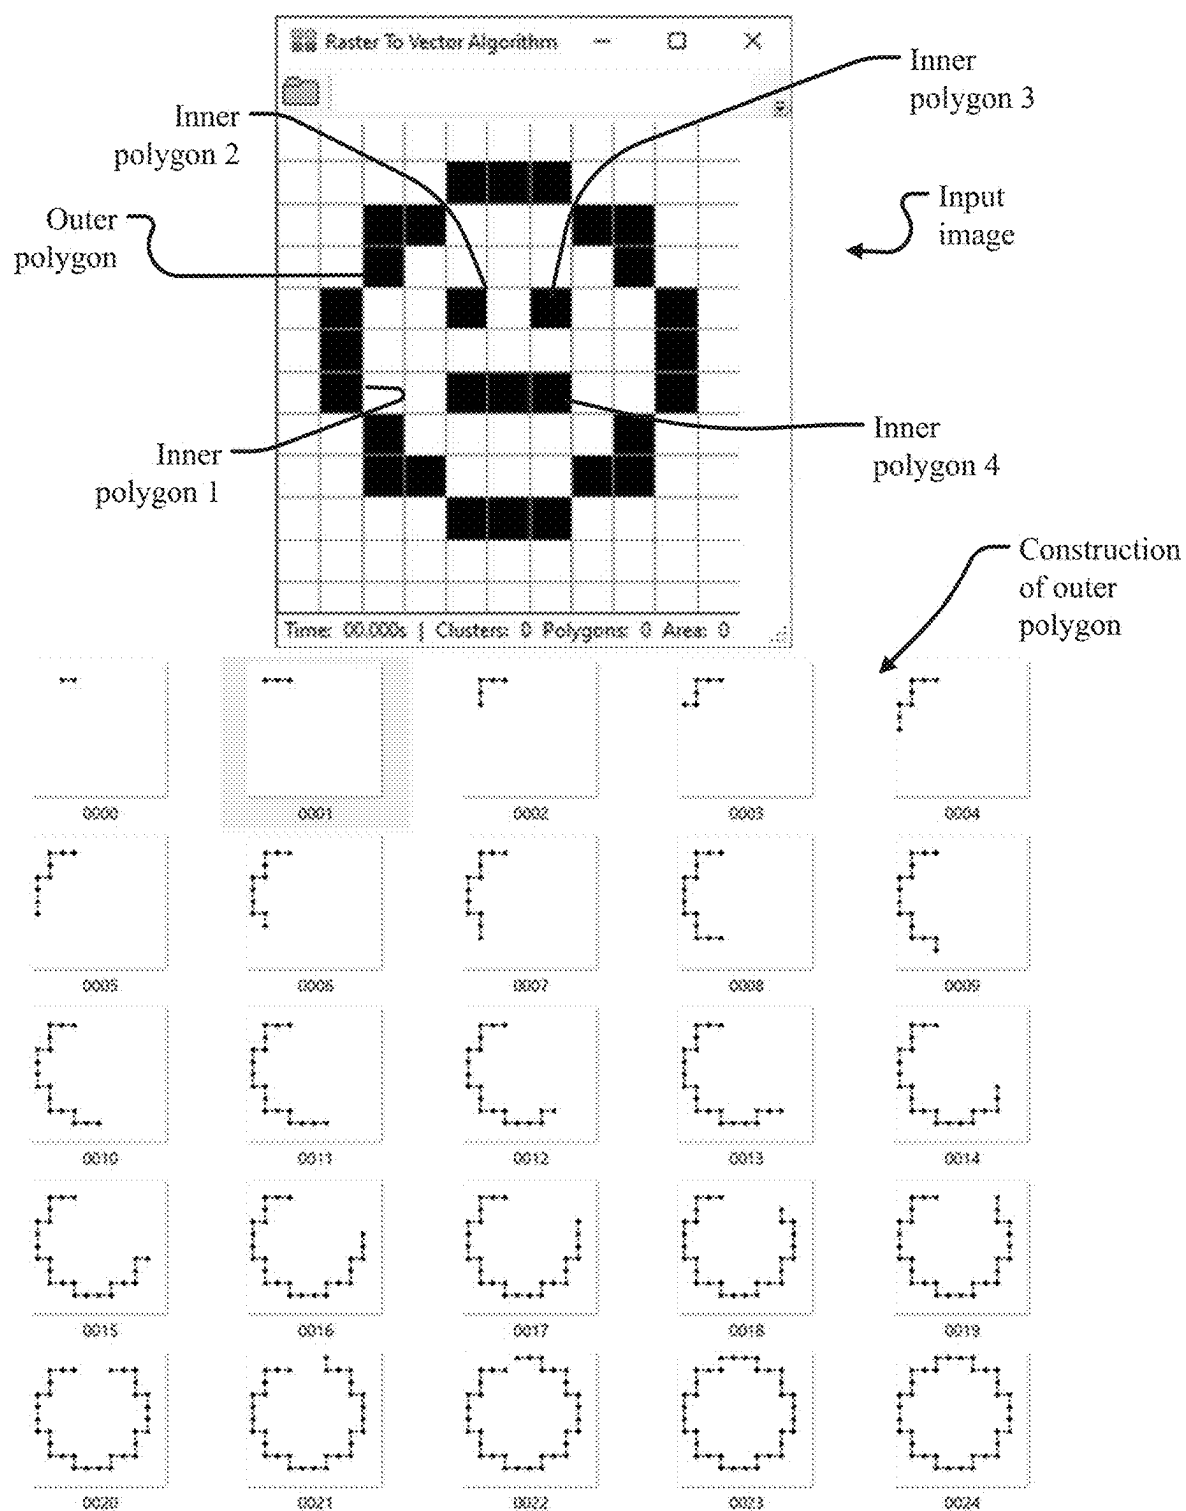 Raster To Vector Algorithm
Inner
polygon 3
Inner
polygon 2
Input
image
Outer
polygon
Inner
polygon 4
Inner
polygon 1
Construction
of outer
polygon
Time: 00.000s | Clusters: 0 Polygons: 0 Area: 0
0000 0001 0002 0003 0004
0005 0006 0007 0008 0009
0010 0011 0012 0013 0014
0015 0016 0017 0018 0019
0020 0021 0022 0023 0024